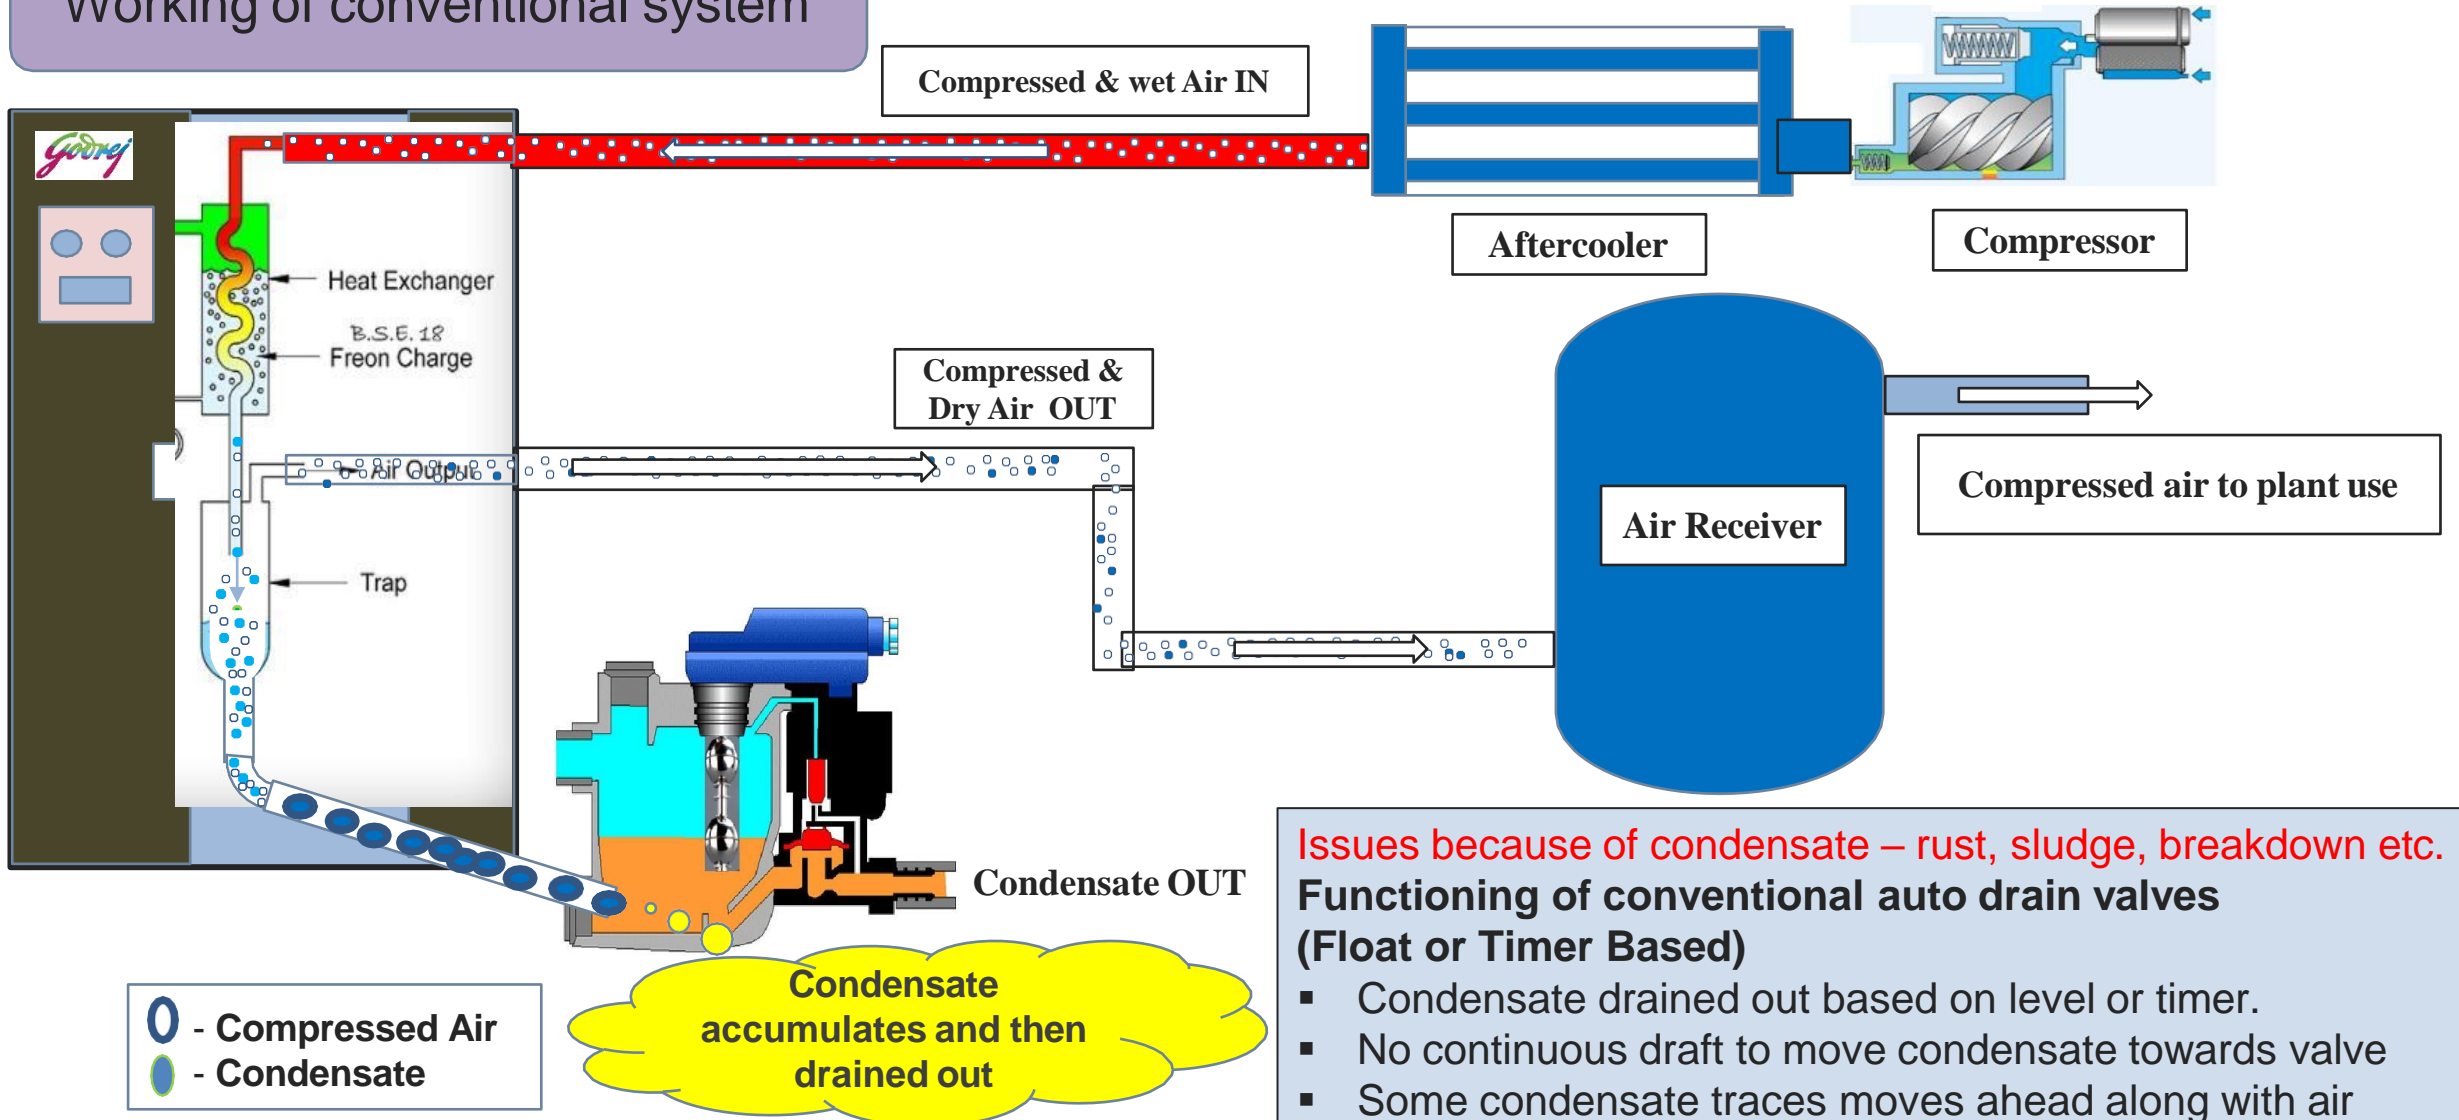 Working of conventional system
Compressed & wet Air IN
Godrej
Aftercooler
Compressor
Heat Exchanger
B.S.E. 18
Freon Charge
Compressed &
Dry Air OUT
Air Output
Compressed air to plant use
Air Receiver
Trap
Condensate OUT
Issues because of condensate – rust, sludge, breakdown etc.
Functioning of conventional auto drain valves
(Float or Timer Based)
▪ Condensate drained out based on level or timer.
▪ No continuous draft to move condensate towards valve
▪ Some condensate traces moves ahead along with air
Condensate
accumulates and then
drained out
- Compressed Air
- Condensate